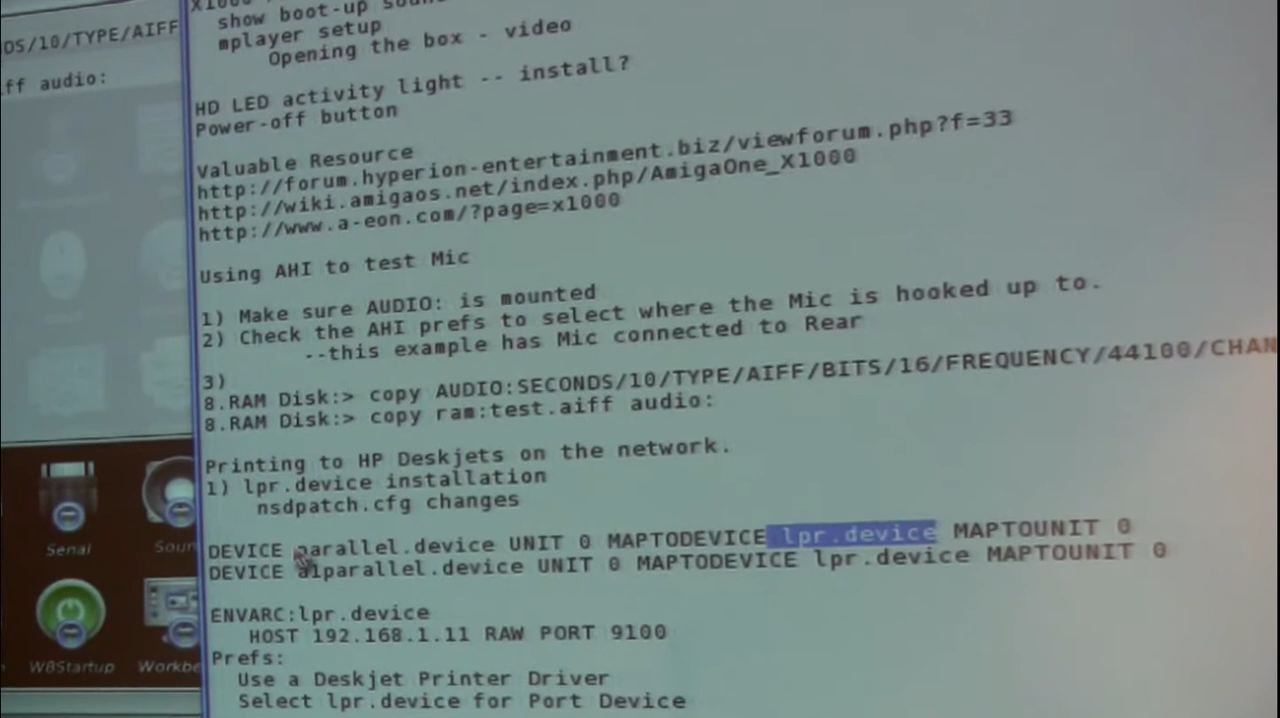 DS/10/TYPE/AIFF
iff audio:
show boot-up
mplayer setup
Opening the box - video
HD LED activity light -- install?
Power-off button
Valuable Resource
http://forum.hyperion-entertainment.biz/viewforum.php?f=33
http://wiki.amigaos.net/index.php/AmigaOne_X1000
http://www.a-eon.com/?page=x1000
Using AHI to test Mic
1) Make sure AUDIO: is mounted
2) Check the AHI prefs to select where the Mic is hooked up to.
--this example has Mic connected to Rear
3)
8.RAM Disk:> copy AUDIO:SECONDS/10/TYPE/AIFF/BITS/16/FREQUENCY/44100/CHAN
8.RAM Disk:> copy ram:test.aiff audio:
Printing to HP Deskjets on the network.
1) lpr.device installation
nsdpatch.cfg changes
DEVICE parallel.device UNIT 0 MAPTODEVICE lpr.device MAPTOUNIT 0
DEVICE a1parallel.device UNIT 0 MAPTODEVICE lpr.device MAPTOUNIT 0
ENVARC:lpr.device
HOST 192.168.1.11 RAW PORT 9100
Prefs:
Use a Deskjet Printer Driver
Select lpr.device for Port Device
Serial
Soun
WBStartup
Workbe